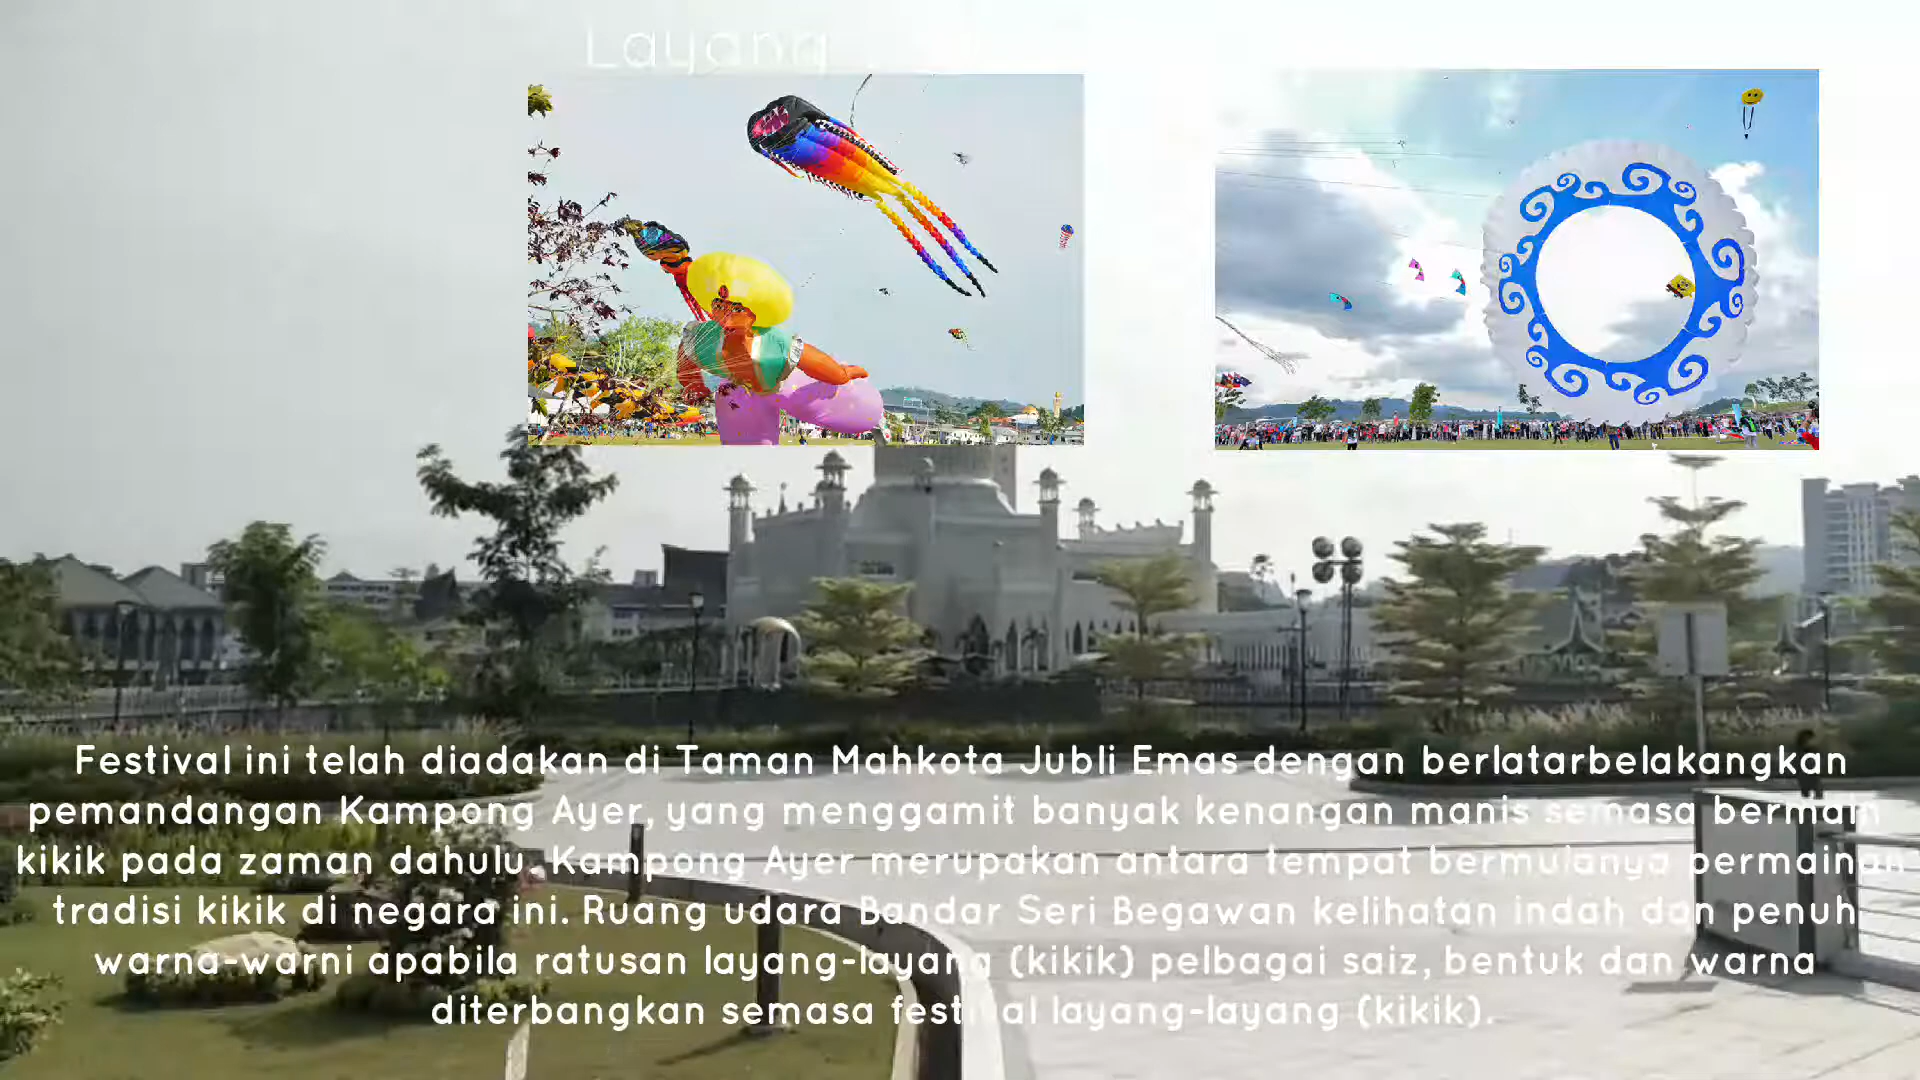 Layang
Festival ini telah diadakan di Taman Mahkota Jubli Emas dengan berlatarbelakangkan
pemandangan Kampong Ayer, yang menggamit banyak kenangan manis semasa bermain
kikik pada zaman dahulu. Kampong Ayer merupakan antara tempat bermulanya permainan
tradisi kikik di negara ini. Ruang udara Bandar Seri Begawan kelihatan indah dan penuh
warna-warni apabila ratusan layang-layang (kikik) pelbagai saiz, bentuk dan warna
diterbangkan semasa festival layang-layang (kikik).